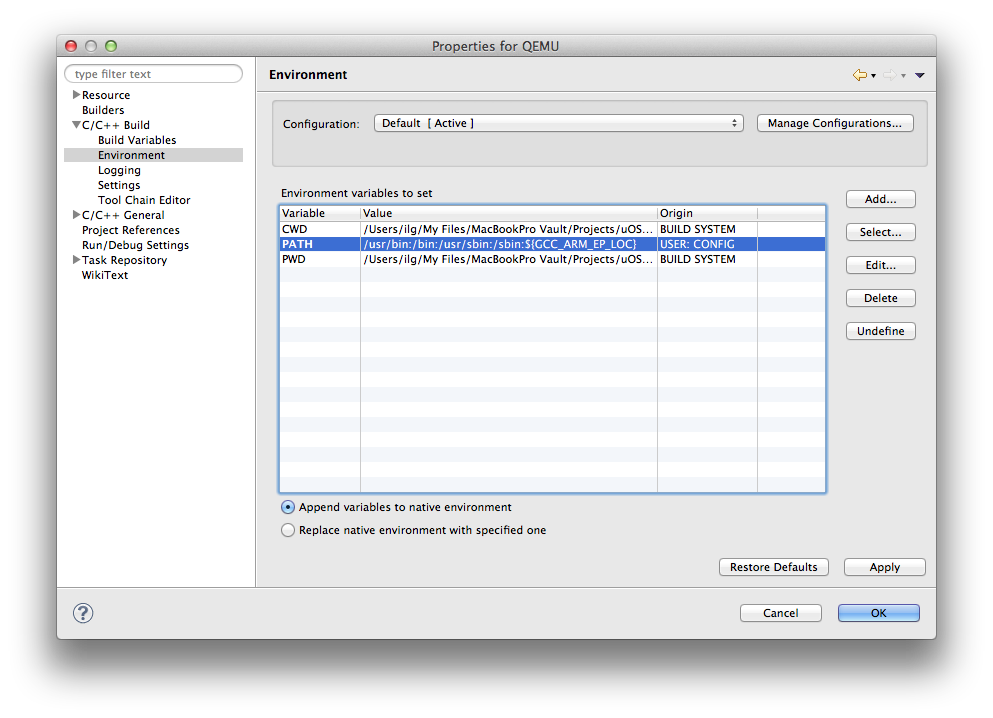 Properties for QEMU
type filter text
Resource
Builders
C/C++ Build
Build Variables
Environment
Logging
Settings
Tool Chain Editor
C/C++ General
Project References
Run/Debug Settings
Task Repository
WikiText
Environment
Configuration: Default [ Active ] Manage Configurations...
Environment variables to set
Variable Value Origin
CWD /Users/ilg/My Files/MacBookPro Vault/Projects/uOS... BUILD SYSTEM
PATH /usr/bin:/bin:/usr/sbin:/sbin:${GCC_ARM_EP_LOC} USER: CONFIG
PWD /Users/ilg/My Files/MacBookPro Vault/Projects/uOS... BUILD SYSTEM
Add...
Select...
Edit...
Delete
Undefine
Append variables to native environment
Replace native environment with specified one
Restore Defaults Apply
? Cancel OK